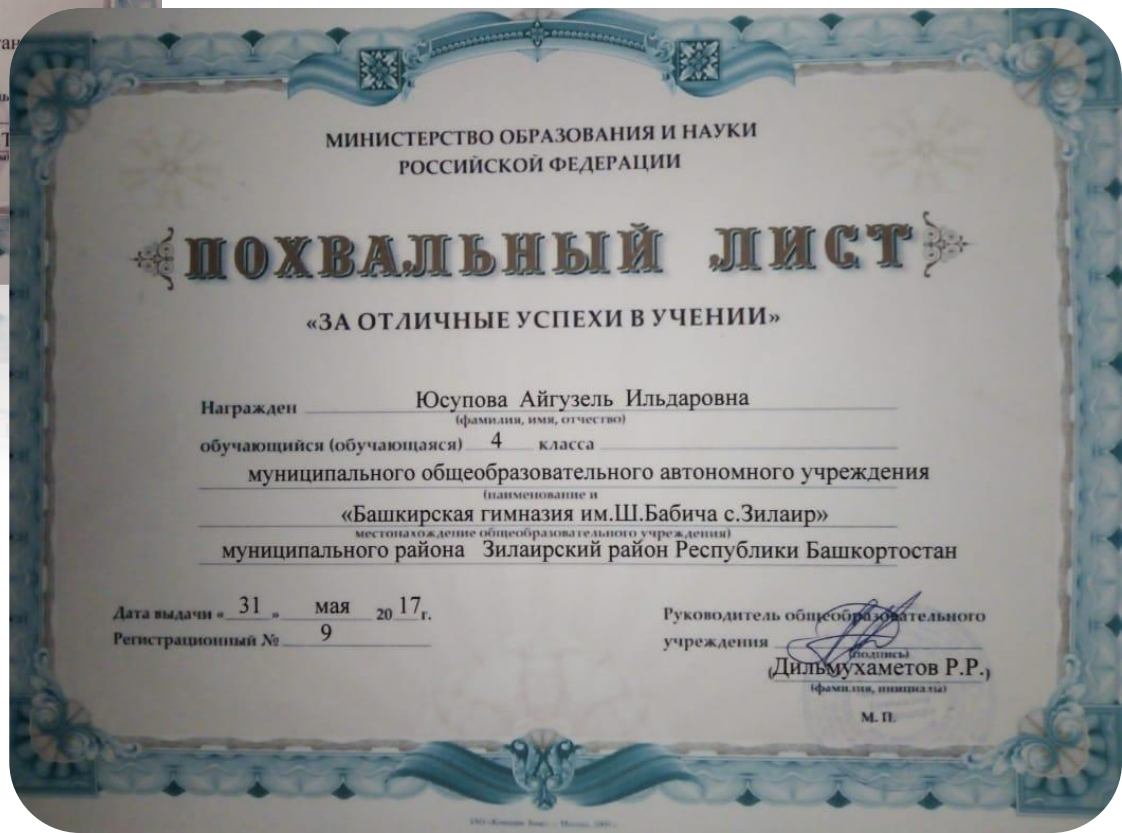 МИНИСТЕРСТВО ОБРАЗОВАНИЯ И НАУКИ
РОССИЙСКОЙ ФЕДЕРАЦИИ
ПОХВАЛЬНЫЙ ЛИСТ
«ЗА ОТЛИЧНЫЕ УСПЕХИ В УЧЕНИИ»
Награжден Юсупова Айгузель Ильдаровна
(фамилия, имя, отчество)
обучающийся (обучающаяся) 4 класса
муниципального общеобразовательного автономного учреждения
(наименование и
«Башкирская гимназия им.Ш.Бабича с.Зилаир»
местонахождение общеобразовательного учреждения)
муниципального района Зилаирский район Республики Башкортостан
Дата выдачи « 31 » мая 20 17 г.
Регистрационный № 9
Руководитель общеобразовательного
учреждения
(подпись)
(Дильмухаметов Р.Р.)
(фамилия, инициалы)
М. П.